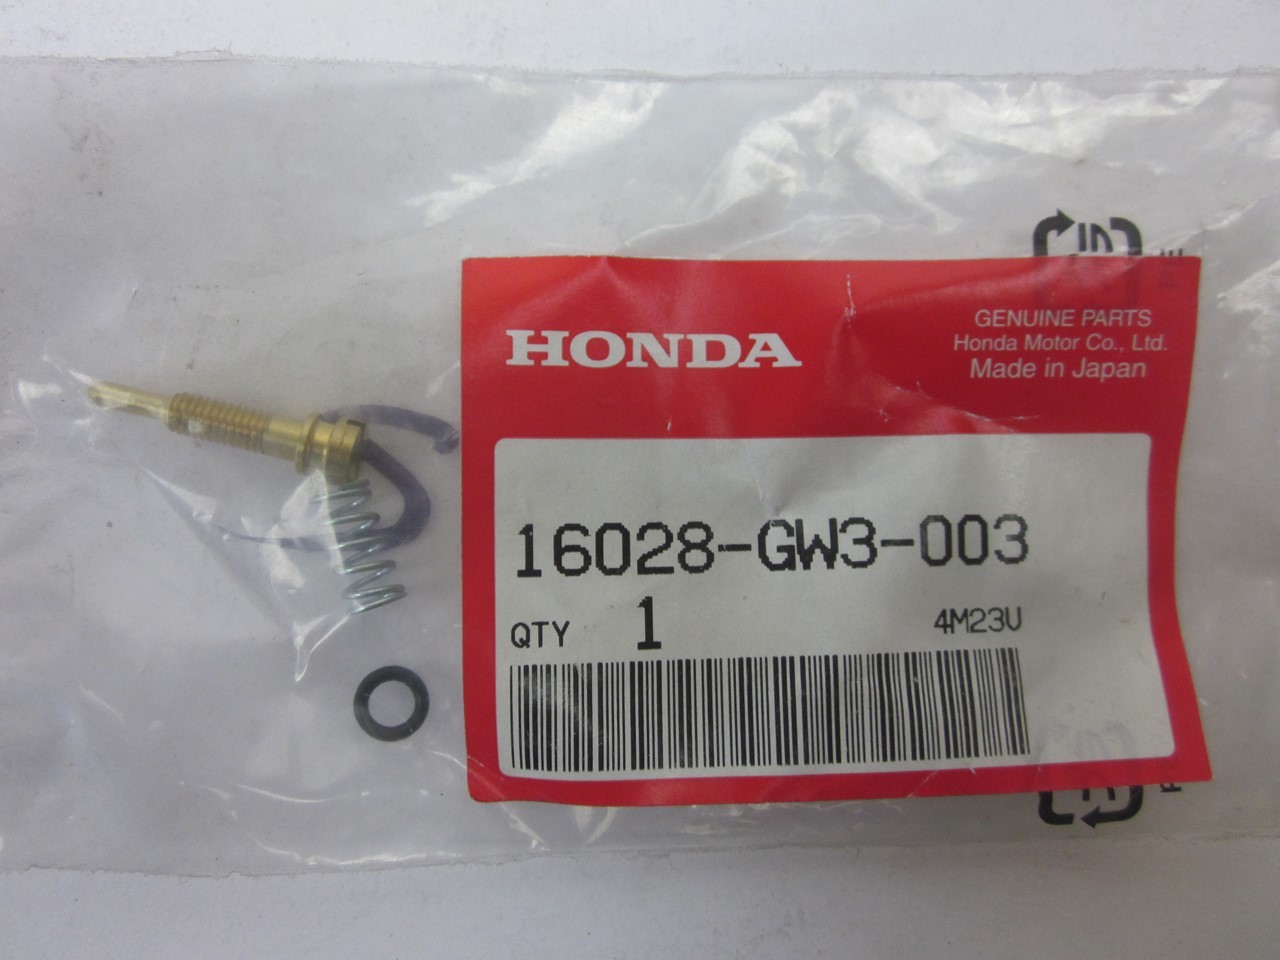 HONDA
GENUINE PARTS
Honda Motor Co., Ltd.
Made in Japan
16028-GW3-003
QTY 1 4M23U